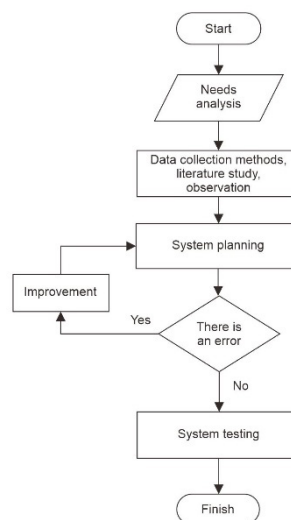 Start
Needs
analysis
Data collection methods,
literature study,
observation
System planning
Improvement
Yes
There is
an error
No
System testing
Finish